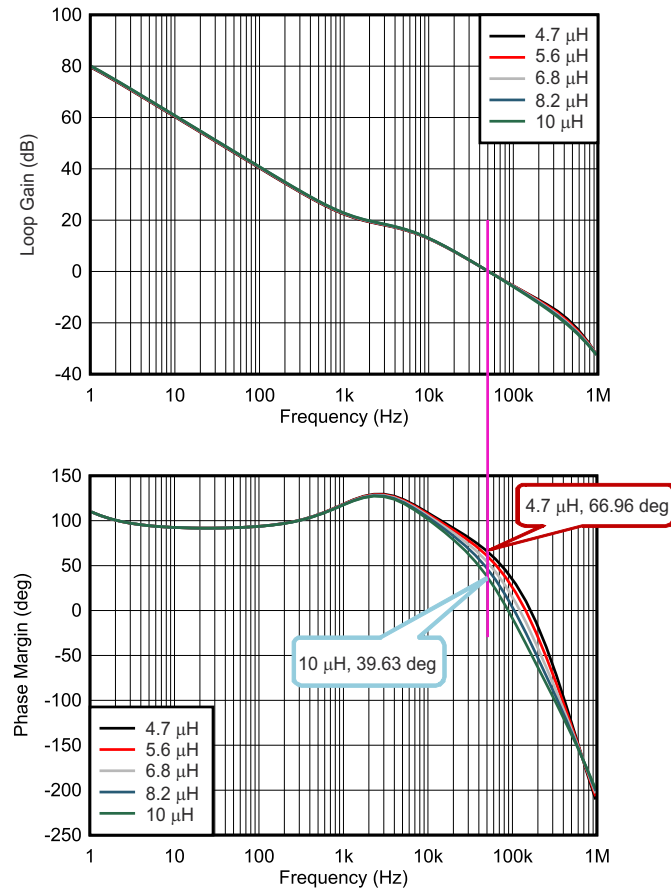 80
60
40
20
0
-20
-40
Loop Gain (dB)
1
10
100
1k
10k
100k
1M
Frequency (Hz)
4.7 μH
5.6 μH
6.8 μH
8.2 μH
10 μH
150
100
50
0
-50
-100
-150
-200
-250
Phase Margin (deg)
4.7 μH, 66.96 deg
10 μH, 39.63 deg
4.7 μH
5.6 μH
6.8 μH
8.2 μH
10 μH
1
10
100
1k
10k
100k
1M
Frequency (Hz)